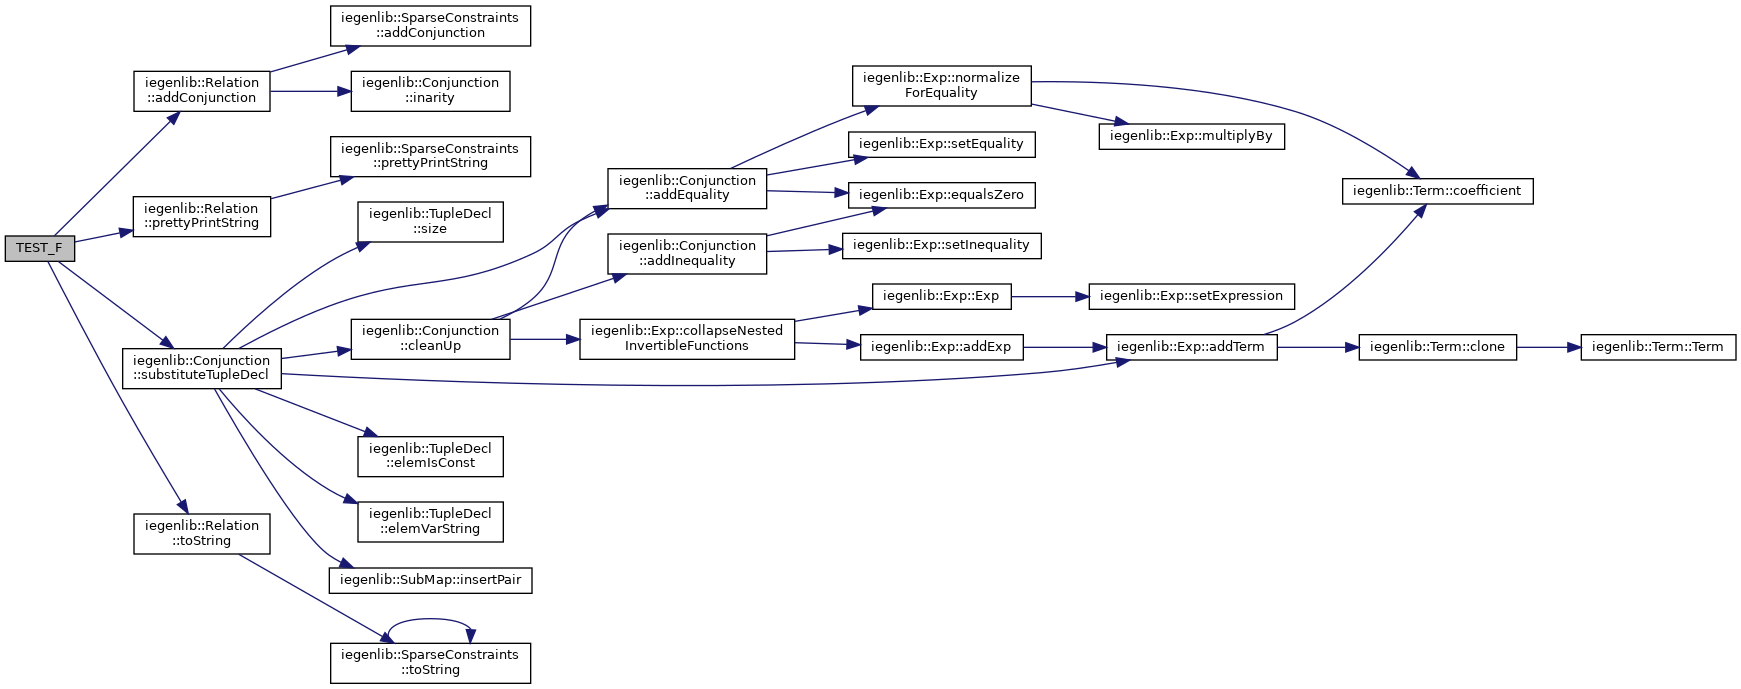 TEST_F
iegenlib::Relation
::addConjunction
iegenlib::Relation
::prettyPrintString
iegenlib::Conjunction
::substituteTupleDecl
iegenlib::Relation
::toString
iegenlib::SparseConstraints
::addConjunction
iegenlib::Conjunction
::inarity
iegenlib::SparseConstraints
::prettyPrintString
iegenlib::TupleDecl
::size
iegenlib::Conjunction
::cleanUp
iegenlib::TupleDecl
::elemIsConst
iegenlib::TupleDecl
::elemVarString
iegenlib::SubMap::insertPair
iegenlib::SparseConstraints
::toString
iegenlib::Conjunction
::addEquality
iegenlib::Conjunction
::addInequality
iegenlib::Exp::collapseNested
InvertibleFunctions
iegenlib::Exp::normalize
ForEquality
iegenlib::Exp::setEquality
iegenlib::Exp::equalsZero
iegenlib::Exp::setInequality
iegenlib::Exp::Exp
iegenlib::Exp::addExp
iegenlib::Exp::multiplyBy
iegenlib::Exp::setExpression
iegenlib::Exp::addTerm
iegenlib::Term::coefficient
iegenlib::Term::clone
iegenlib::Term::Term